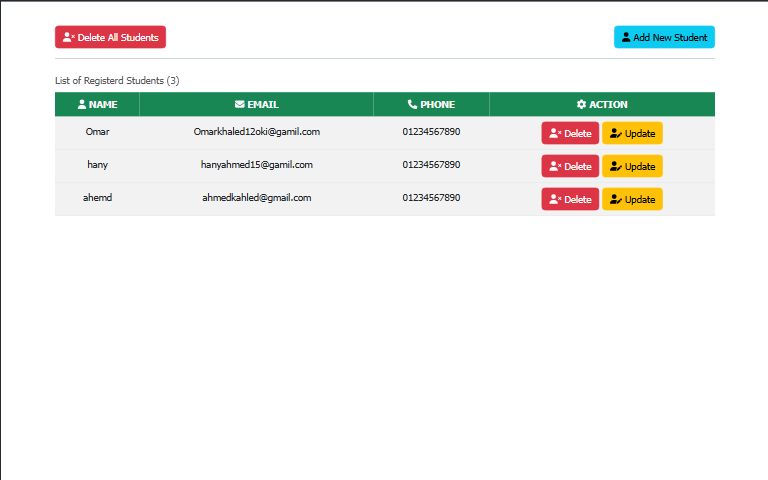 Delete All Students
Add New Student
List of Registerd Students (3)
NAME EMAIL PHONE ACTION
Omar Omarkhaled12oki@gamil.com 01234567890 Delete Update
hany hanyahmed15@gamil.com 01234567890 Delete Update
ahemd ahmedkahled@gmail.com 01234567890 Delete Update